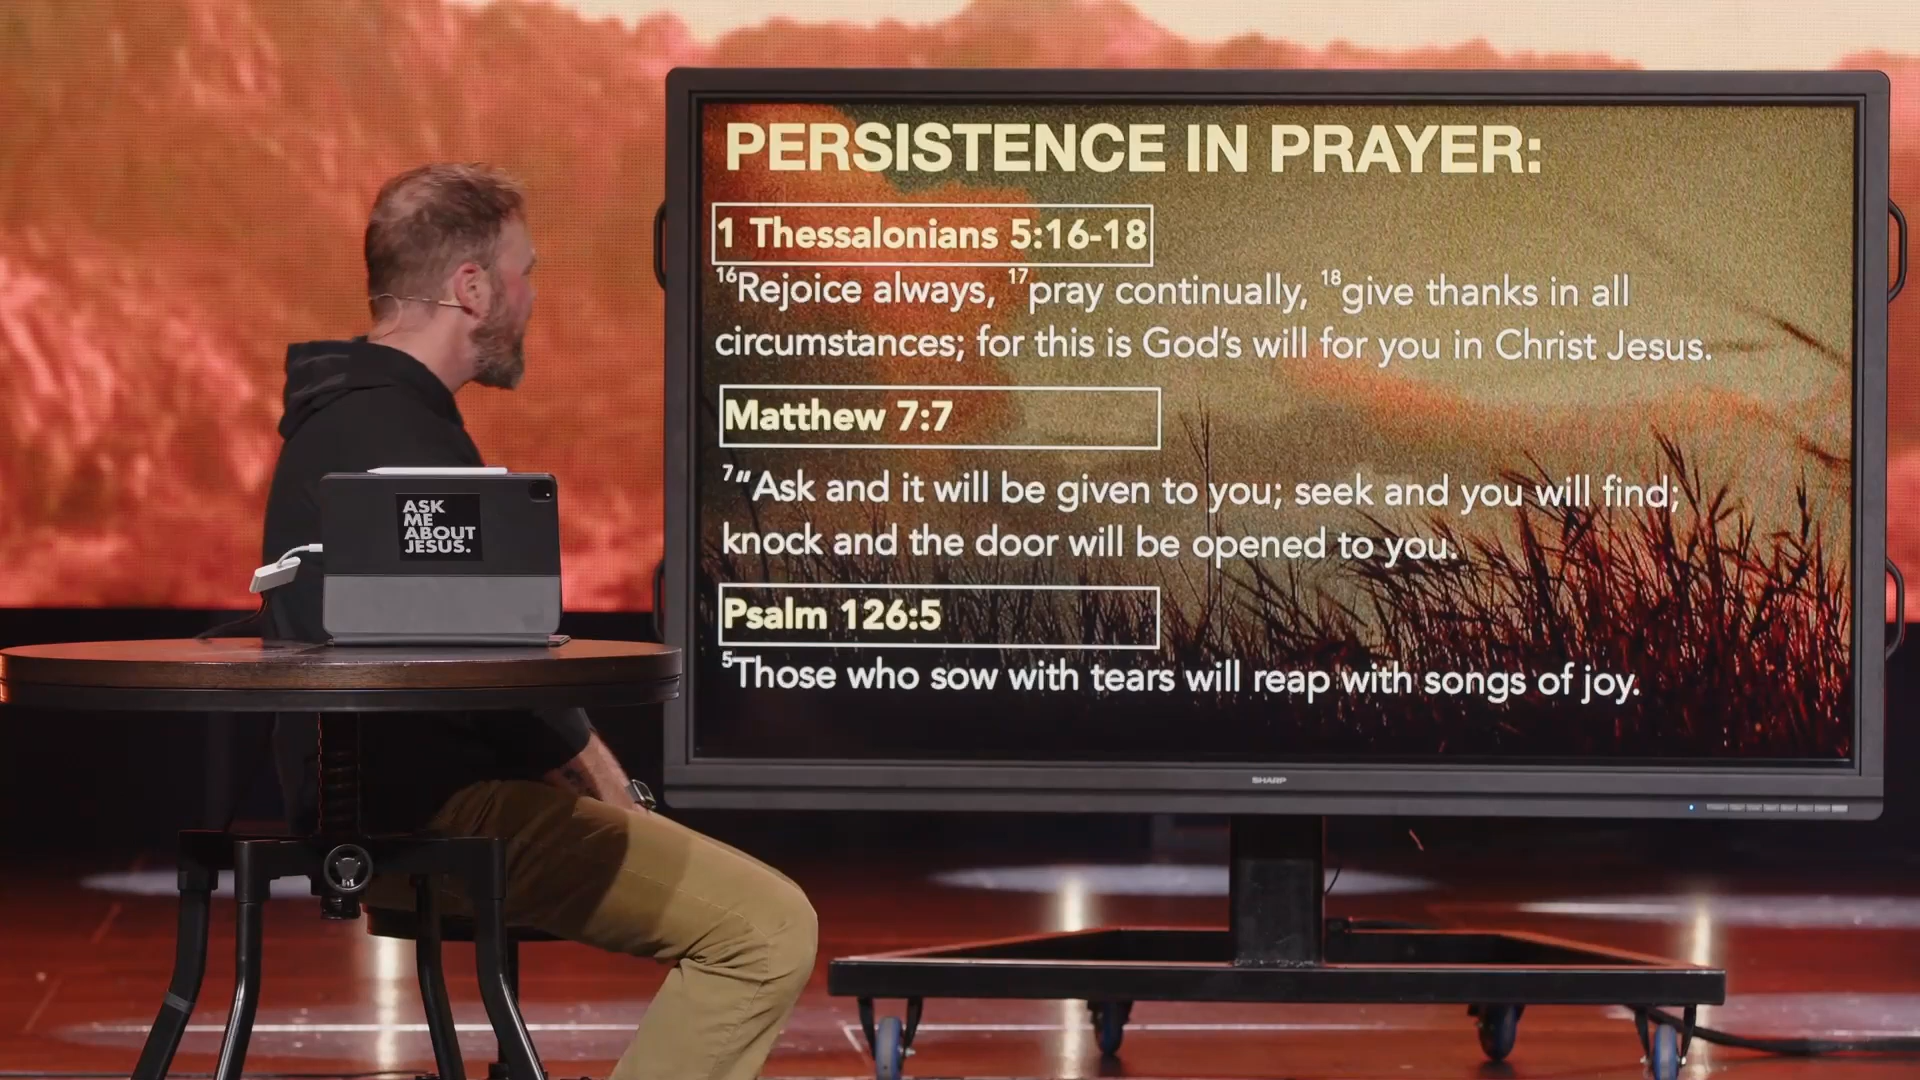 PERSISTENCE IN PRAYER:
1 Thessalonians 5:16-18
16Rejoice always, 17pray continually, 18give thanks in all
circumstances; for this is God's will for you in Christ Jesus.
Matthew 7:7
7“Ask and it will be given to you; seek and you will find;
knock and the door will be opened to you.
Psalm 126:5
5Those who sow with tears will reap with songs of joy.
SHARP
ASK
ME
ABOUT
JESUS.